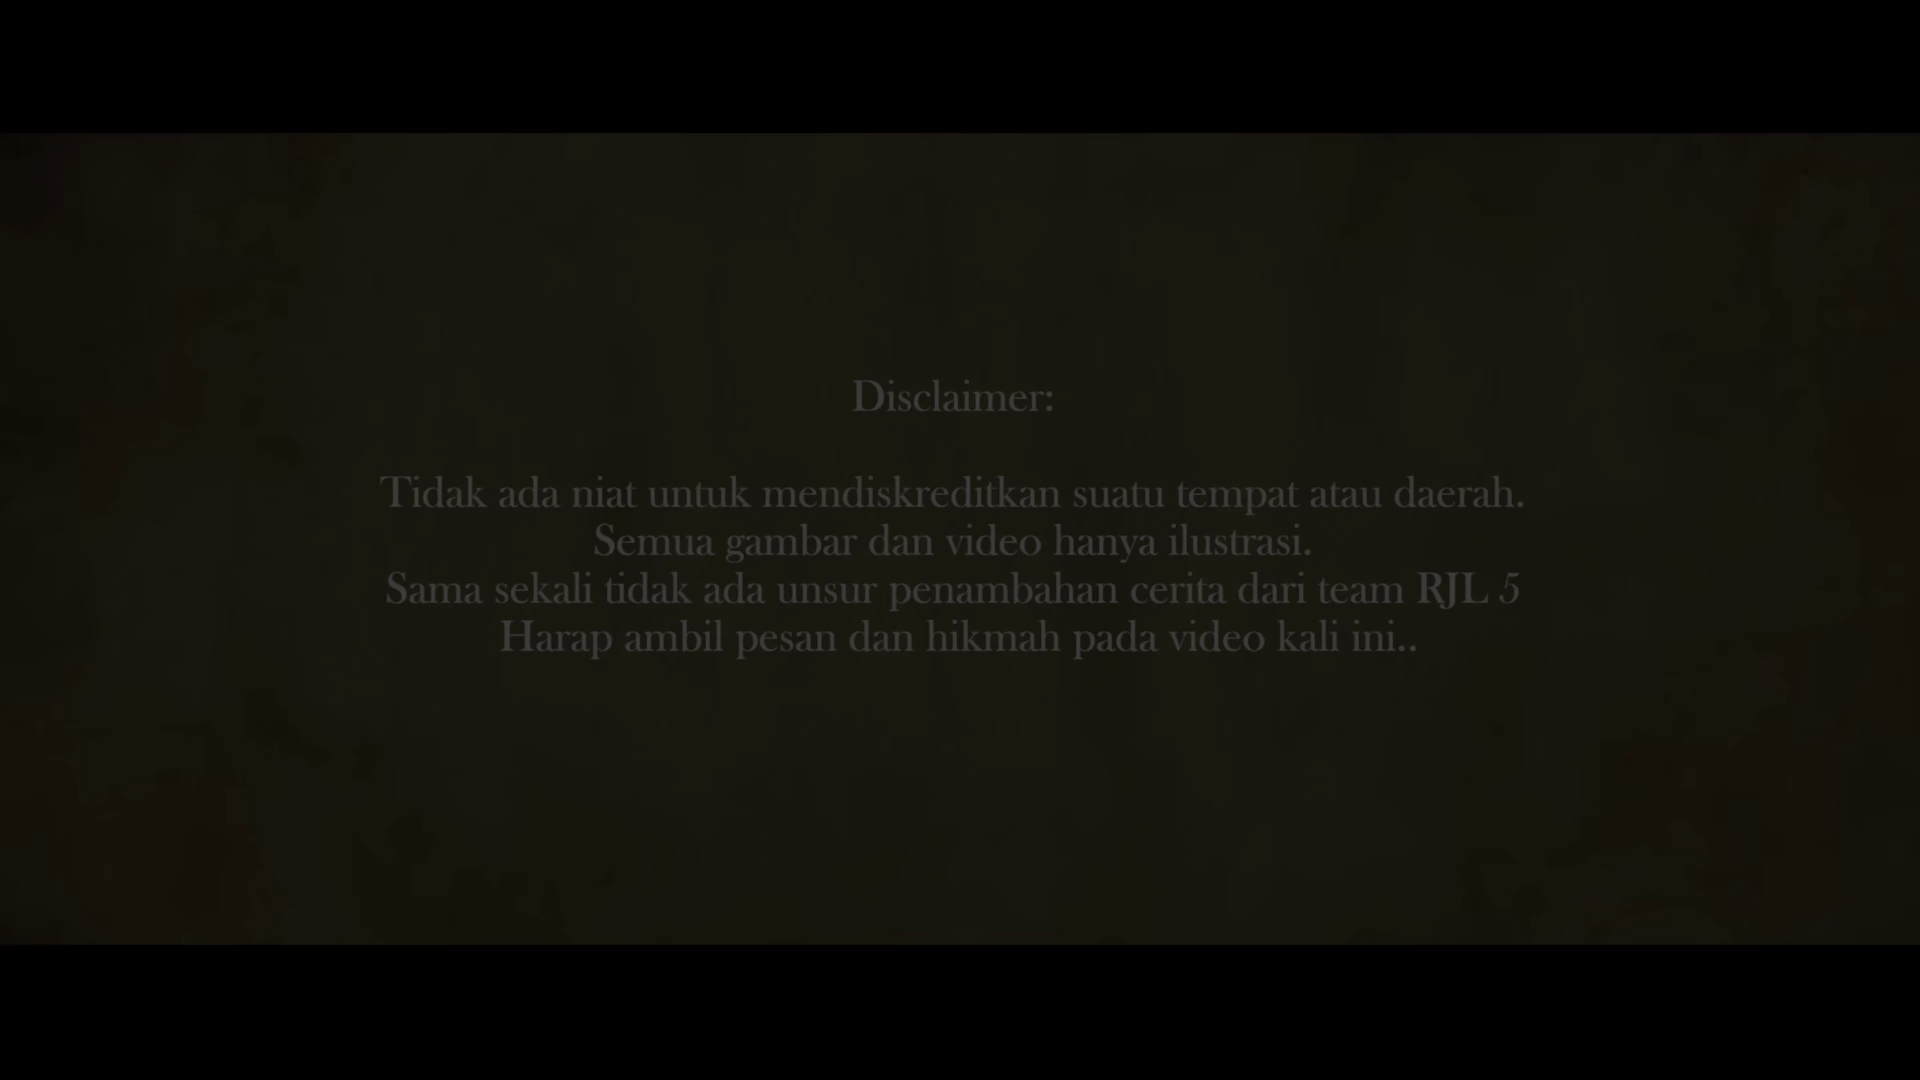 Disclaimer:
Tidak ada niat untuk mendiskreditkan suatu tempat atau daerah.
Semua gambar dan video hanya ilustrasi.
Sama sekali tidak ada unsur penambahan cerita dari team RJL 5
Harap ambil pesan dan hikmah pada video kali ini..